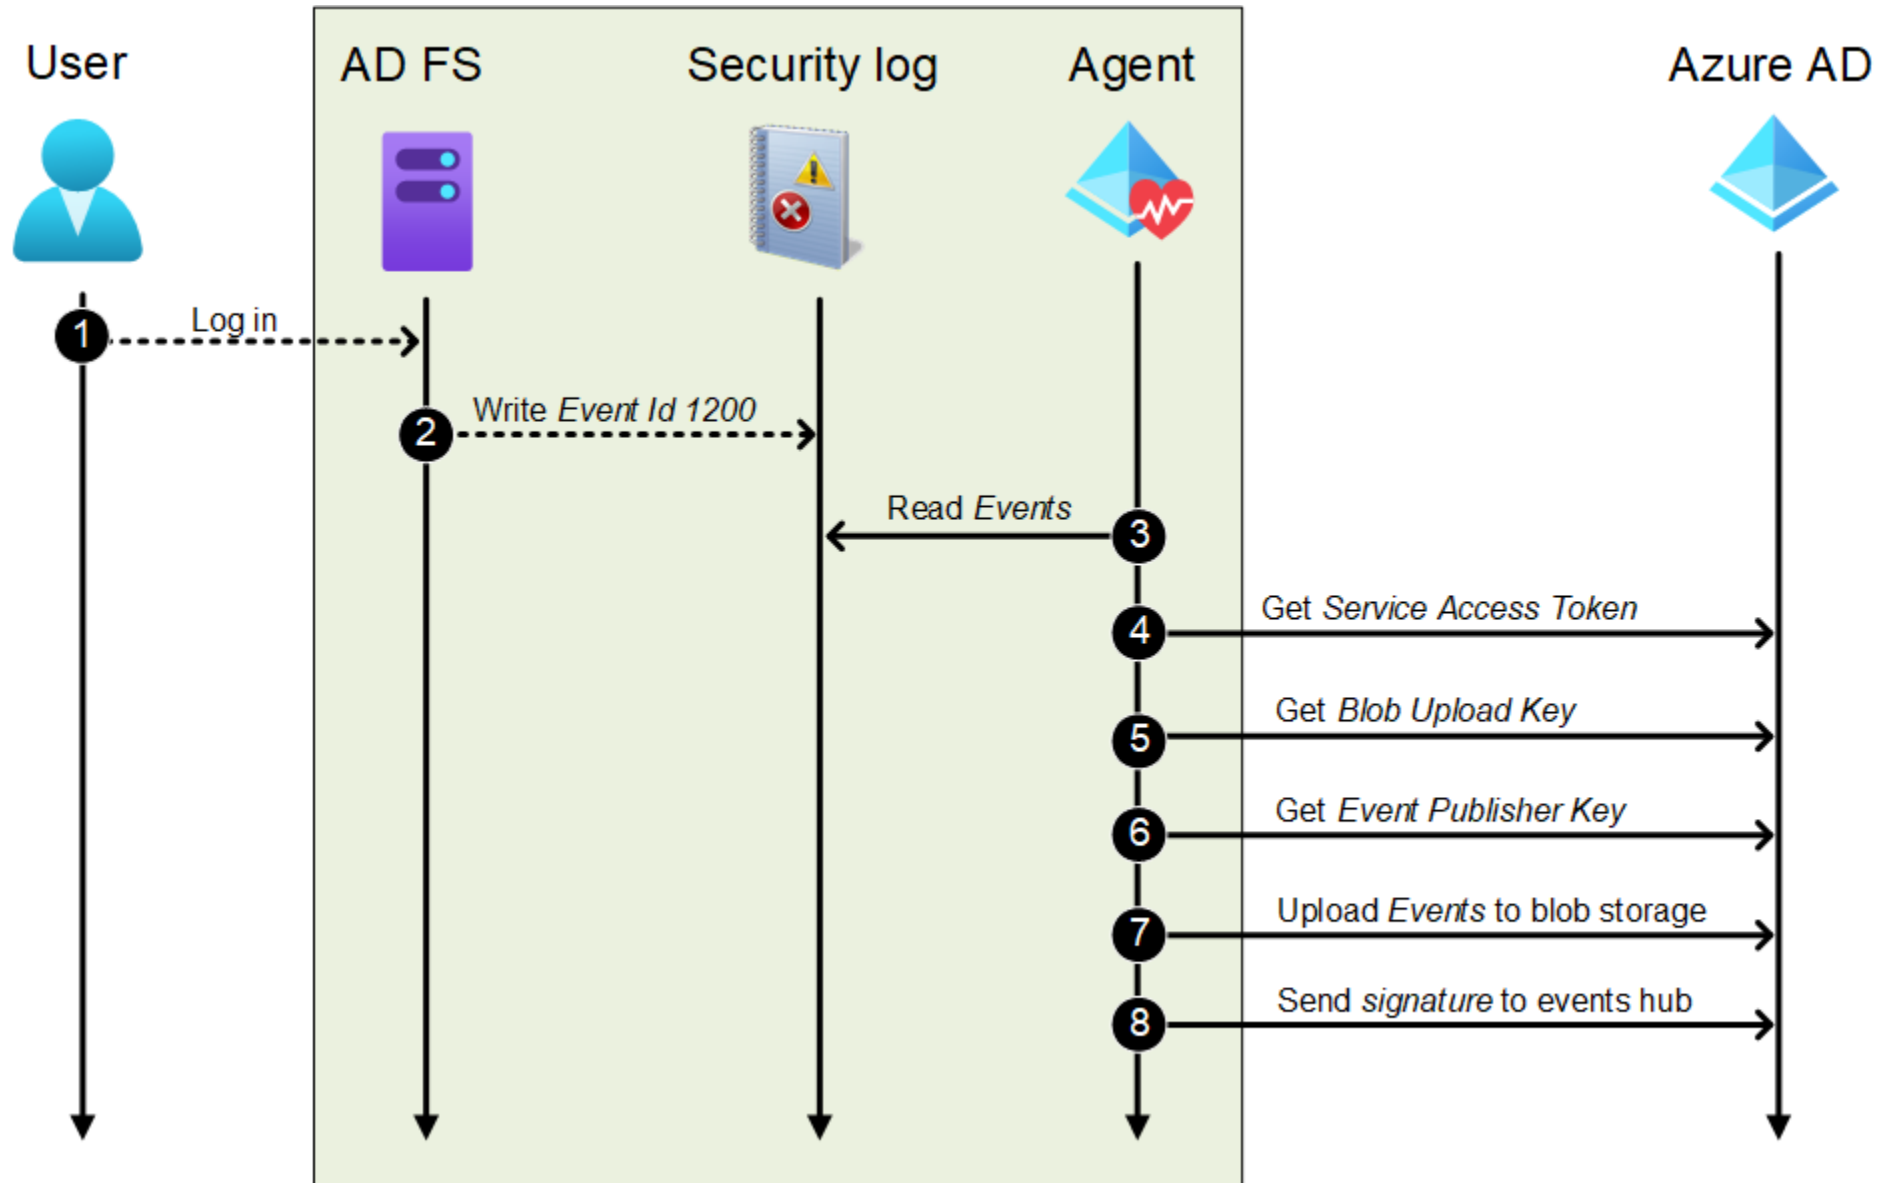 User
AD FS
Security log
Agent
Azure AD
1
Log in
2
Write Event Id 1200
Read Events
3
Get Service Access Token
4
Get Blob Upload Key
5
Get Event Publisher Key
6
Upload Events to blob storage
7
Send signature to events hub
8